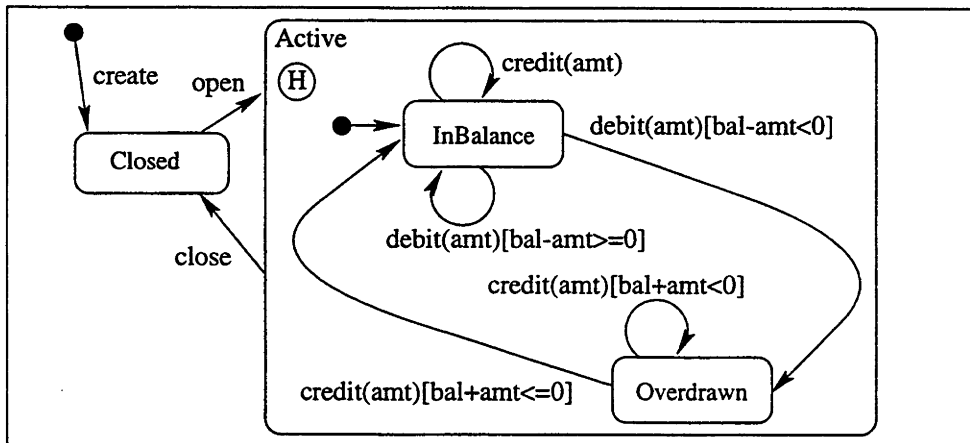 Active
create
open
H
credit(amt)
Closed
InBalance
debit(amt)[bal-amt<0]
close
debit(amt)[bal-amt>=0]
credit(amt)[bal+amt<0]
credit(amt)[bal+amt<=0]
Overdrawn